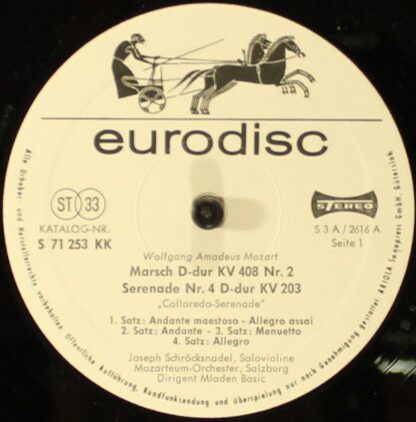 eurodisc
ST 33
KATALOG-NR.
S 71 253 KK
STEREO
S 3 A / 2616 A
Seite 1
Wolfgang Amadeus Mozart
Marsch D-dur KV 408 Nr. 2
Serenade Nr. 4 D-dur KV 203
„Colloredo-Serenade"
1. Satz: Andante maestoso - Allegro assai
2. Satz: Andante - 3. Satz: Menuetto
4. Satz: Allegro
Joseph Schröcksnadel, Solovioline
Mozarteum-Orchester, Salzburg
Dirigent Mladen Basic
Alle Urheber- und Herstellerrechte vorbehalten. Öffentliche Aufführung, Rundfunksendung und Überspielung nur nach Genehmigung gestattet. ARIOLA Sonopress GmbH. Gütersloh.